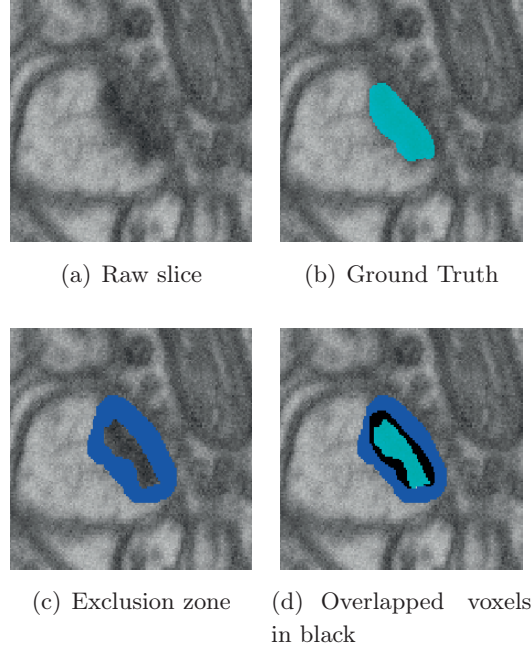 (a) Raw slice
(b) Ground Truth
(c) Exclusion zone
(d) Overlapped voxels
in black